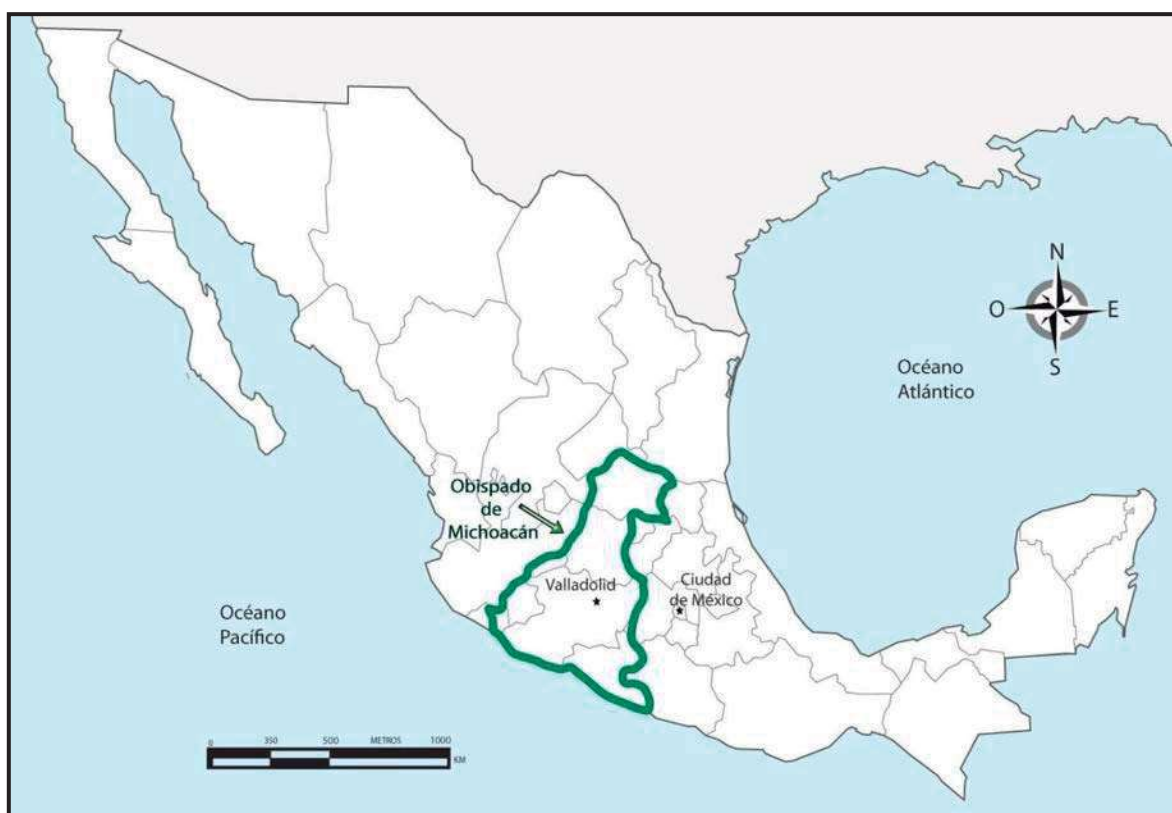 N
O
E
S
Océano
Atlántico
Obispado
de
Michoacán
Valladolid
Ciudad
de México
Océano
Pacífico
0 350 500 METROS 1000
KM